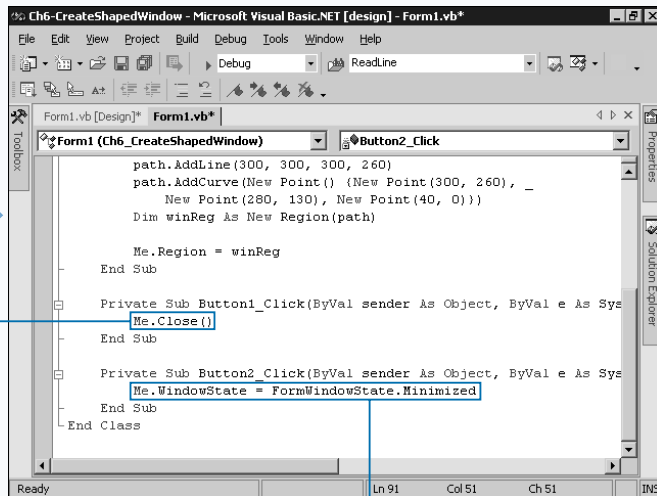 Ch6-CreateShapedWindow - Microsoft Visual Basic.NET [design] - Form1.vb*
File Edit View Project Build Debug Tools Window Help
Debug ReadLine
Form1.vb [Design]* Form1.vb*
Toolbox
Form1 (Ch6_CreateShapedWindow) Button2_Click
Properties
Solution Explorer
path.AddLine(300, 300, 300, 260)
path.AddCurve(New Point() {New Point(300, 260), _
New Point(280, 130), New Point(40, 0)})
Dim winReg As New Region(path)
Me.Region = winReg
End Sub
Private Sub Button1_Click(ByVal sender As Object, ByVal e As Sys
Me.Close()
End Sub
Private Sub Button2_Click(ByVal sender As Object, ByVal e As Sys
Me.WindowState = FormWindowState.Minimized
End Sub
End Class
Ready Ln 91 Col 51 Ch 51 INS